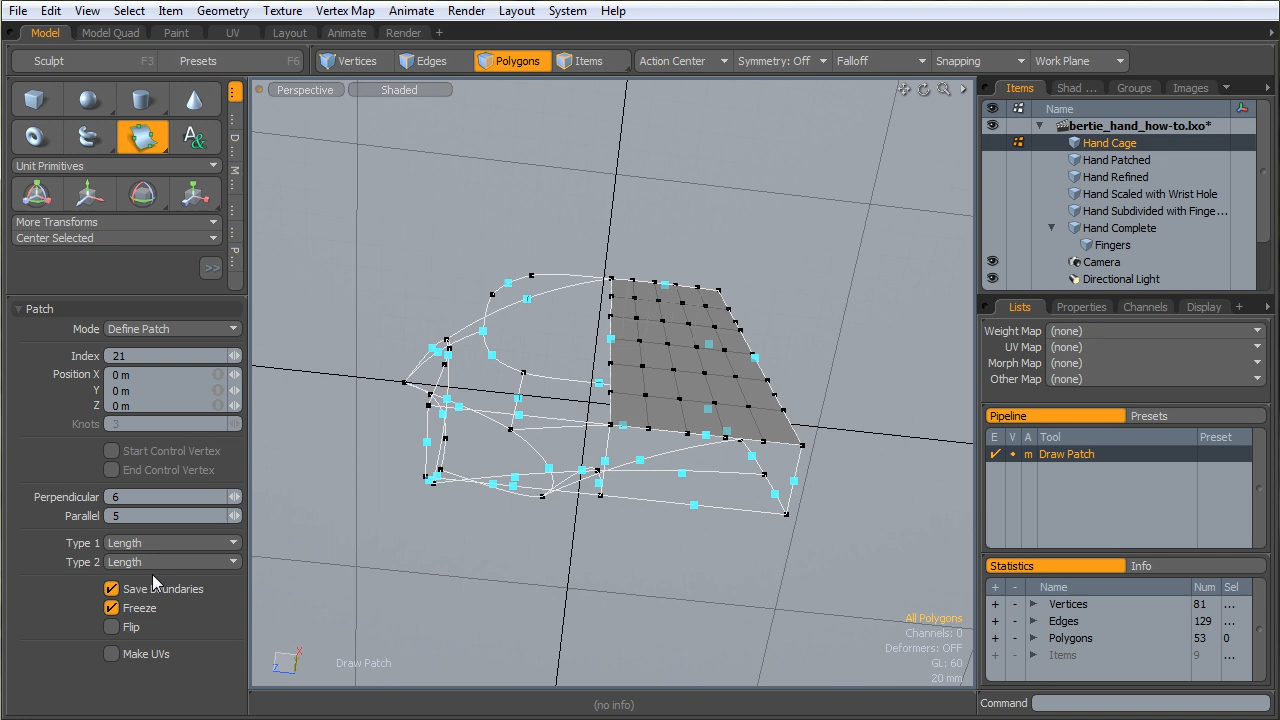 File Edit View Select Item Geometry Texture Vertex Map Animate Render Layout System Help
Model Model Quad Paint UV Layout Animate Render +
Sculpt F3 Presets F6 Vertices Edges Polygons Items Action Center Symmetry: Off Falloff Snapping Work Plane
Perspective Shaded
Unit Primitives
More Transforms
Center Selected
>>
D
M
P
Patch
Mode Define Patch
Index 21
Position X 0 m
Y 0 m
Z 0 m
Knots 3
Start Control Vertex
End Control Vertex
Perpendicular 6
Parallel 5
Type 1 Length
Type 2 Length
Save Boundaries
Freeze
Flip
Make UVs
X
Z
Draw Patch
All Polygons
Channels: 0
Deformers: OFF
GL: 60
20 mm
(no info)
Items Shad ... Groups Images
Name
bertie_hand_how-to.lxo*
Hand Cage
Hand Patched
Hand Refined
Hand Scaled with Wrist Hole
Hand Subdivided with Finge...
Hand Complete
Fingers
Camera
Directional Light
Lists Properties Channels Display +
Weight Map (none)
UV Map (none)
Morph Map (none)
Other Map (none)
Pipeline Presets
E V A Tool Preset
m Draw Patch
Statistics Info
+ - Name Num Sel
+ - Vertices 81 ...
+ - Edges 129 ...
+ - Polygons 53 0
+ - Items 9 ...
Command